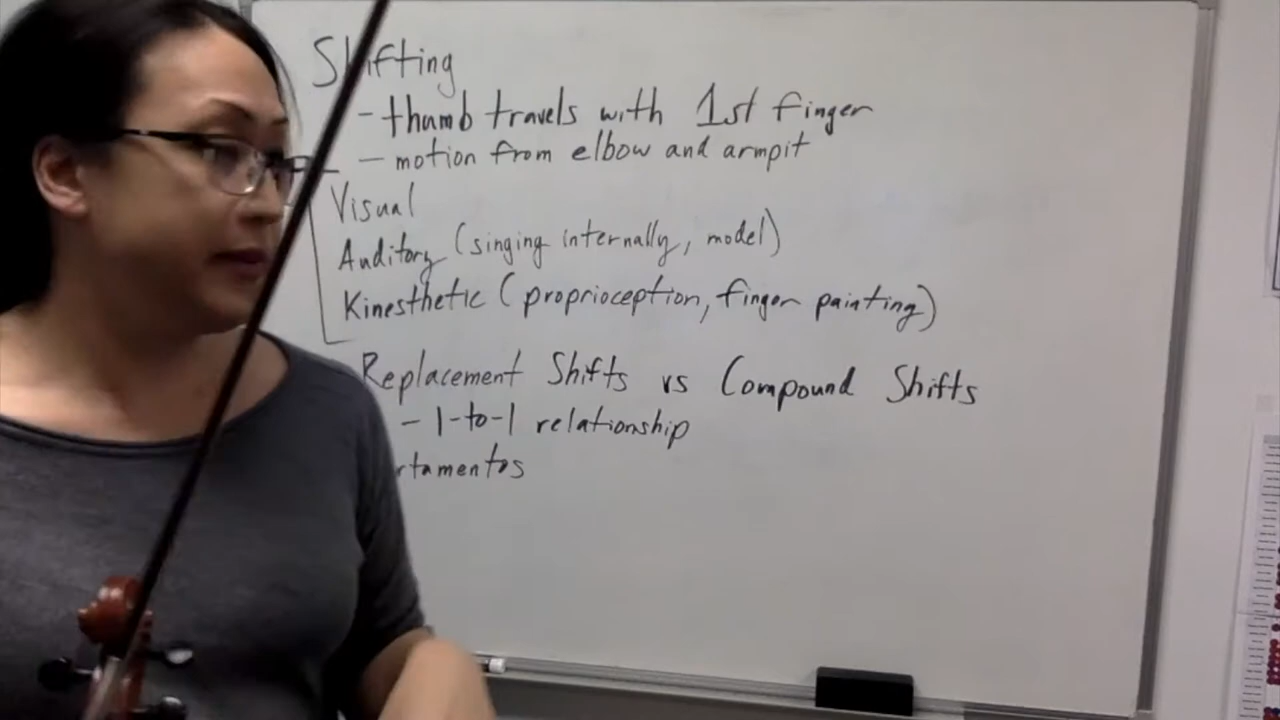 Shifting
- thumb travels with 1st finger
- motion from elbow and armpit
Visual
Auditory (singing internally, model)
Kinesthetic (proprioception, finger painting)
Replacement Shifts vs Compound Shifts
- 1-to-1 relationship
rtamentos